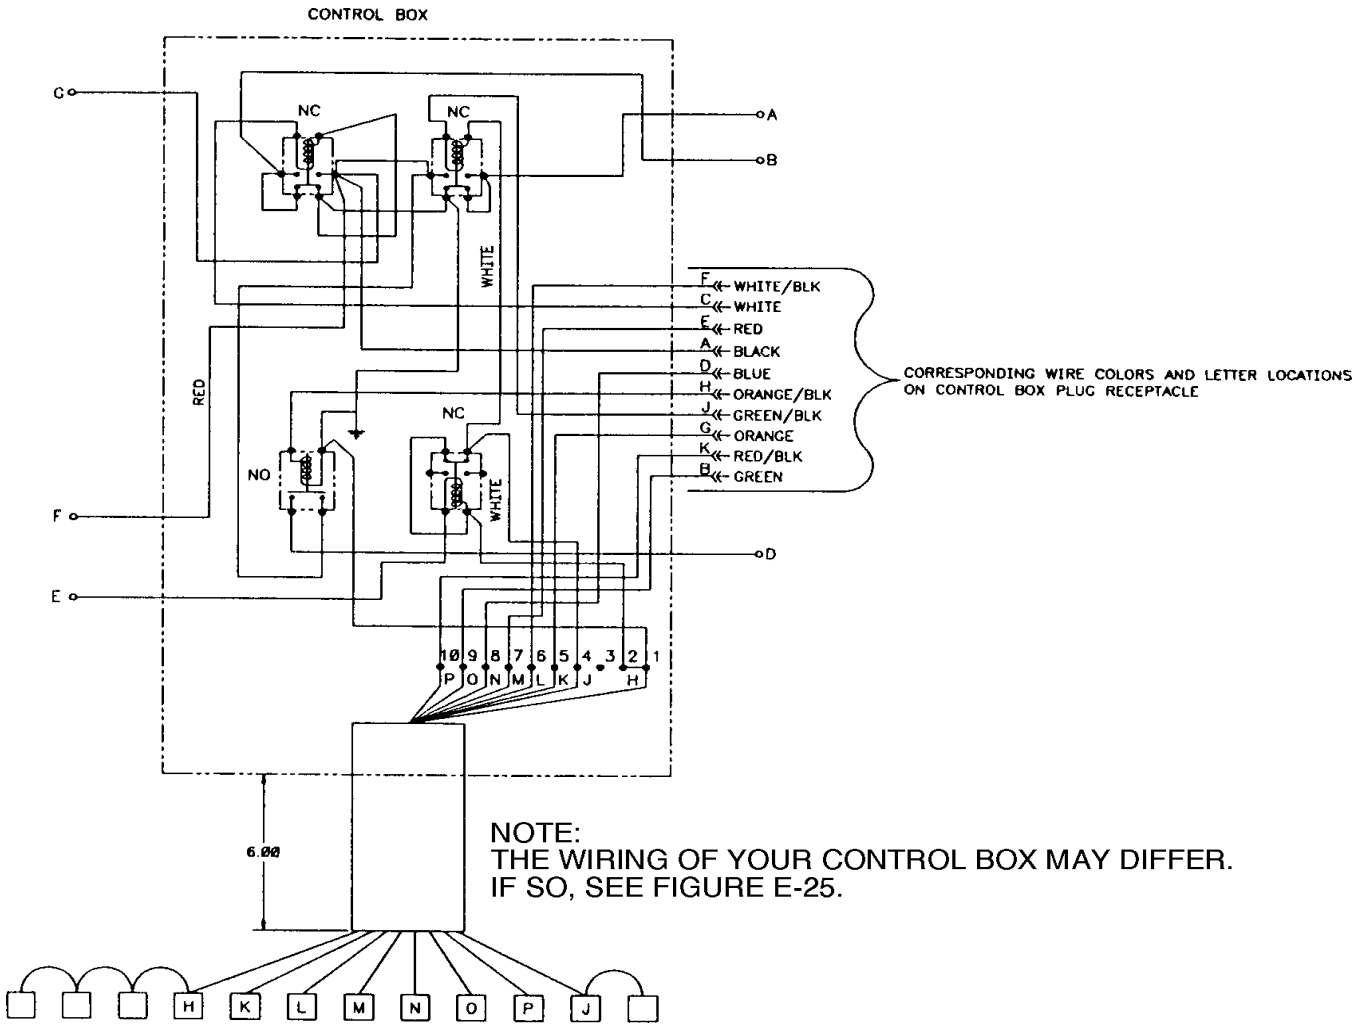 CONTROL BOX
G
NC
NC
A
B
WHITE
F WHITE/BLK
C WHITE
E RED
A BLACK
D BLUE
H ORANGE/BLK
J GREEN/BLK
G ORANGE
K RED/BLK
B GREEN
CORRESPONDING WIRE COLORS AND LETTER LOCATIONS
ON CONTROL BOX PLUG RECEPTACLE
RED
NC
NO
WHITE
F
D
E
10 9 8 7 6 5 4 3 2 1
P O N M L K J H
6.00
NOTE:
THE WIRING OF YOUR CONTROL BOX MAY DIFFER.
IF SO, SEE FIGURE E-25.
H K L M N O P J